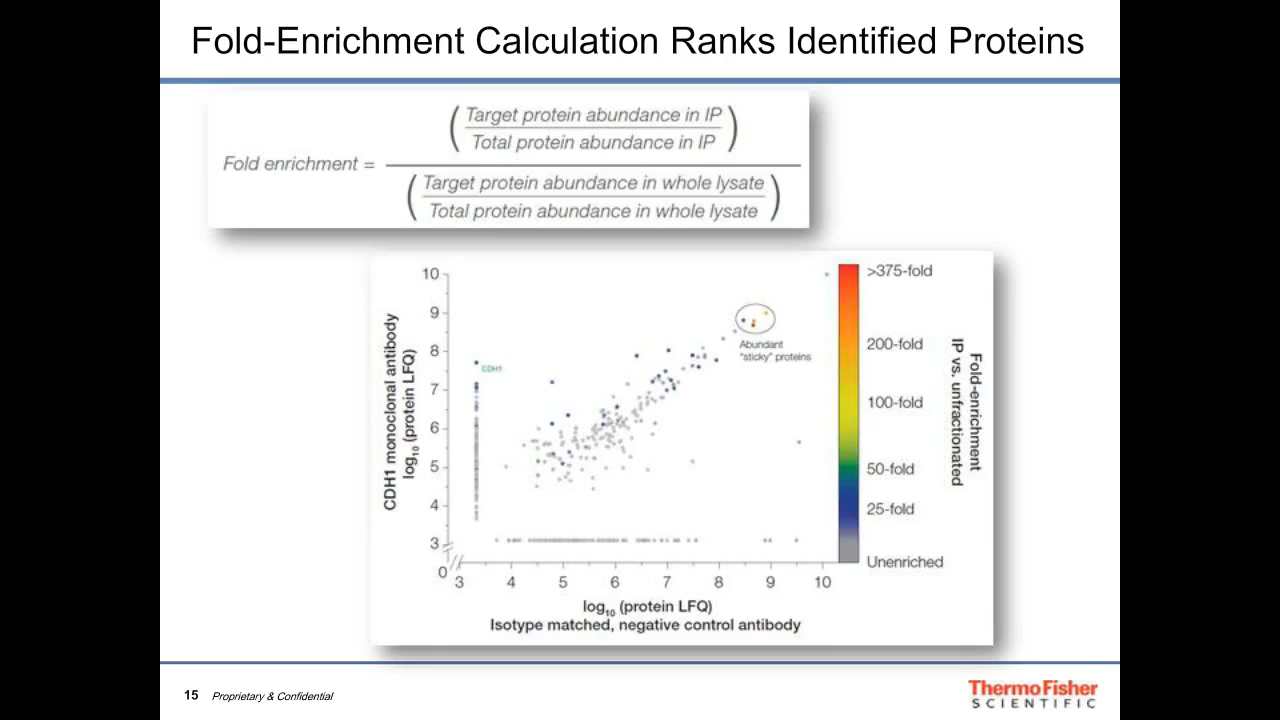 Fold-Enrichment Calculation Ranks Identified Proteins
Fold enrichment =
(Target protein abundance in IP
Total protein abundance in IP)
(Target protein abundance in whole lysate
Total protein abundance in whole lysate)
CDH1 monoclonal antibody
log10 (protein LFQ)
10
9
8
7
6
5
4
3
0
CDH1
Abundant
"sticky" proteins
3 4 5 6 7 8 9 10
log10 (protein LFQ)
Isotype matched, negative control antibody
>375-fold
200-fold
100-fold
50-fold
25-fold
Unenriched
Fold-enrichment
IP vs. unfractionated
15 Proprietary & Confidential
ThermoFisher
SCIENTIFIC